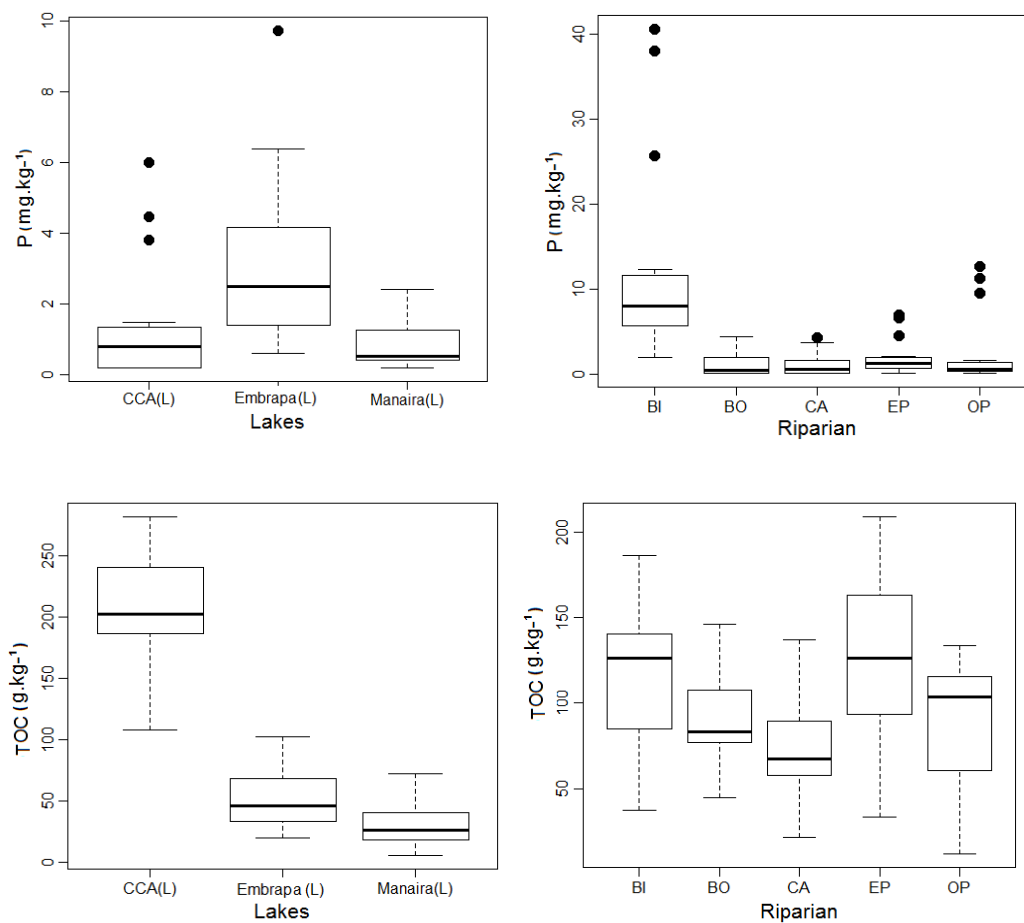 P (mg.kg-¹)
10
8
6
4
2
0
CCA(L) Embrapa(L) Manaira(L)
Lakes
P (mg.kg-¹)
40
30
20
10
0
BI BO CA EP OP
Riparian
TOC (g.kg-¹)
250
200
150
100
50
0
CCA(L) Embrapa (L) Manaira(L)
Lakes
TOC (g.kg-¹)
200
150
100
50
BI BO CA EP OP
Riparian